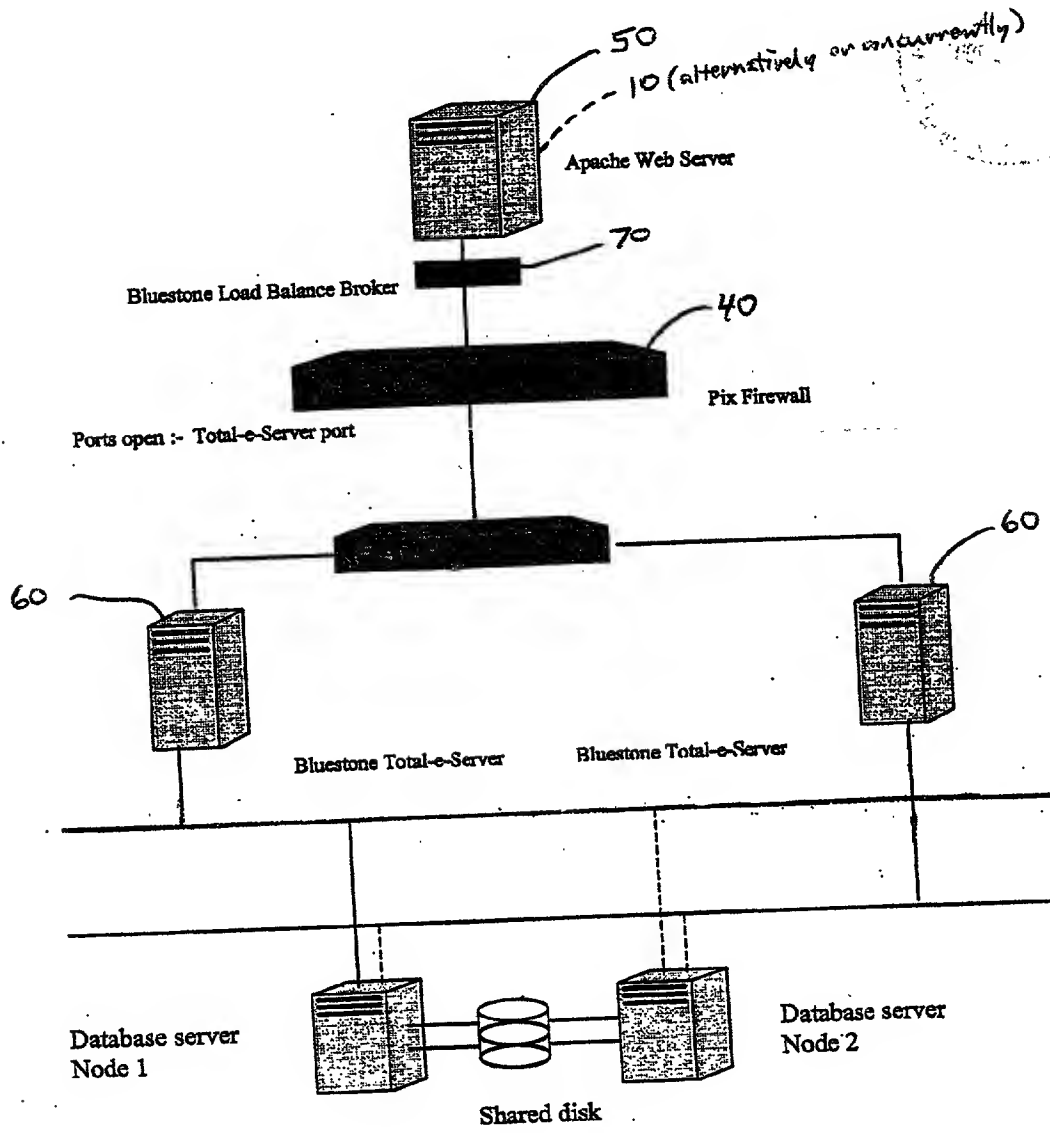 50
10 (alternatively or concurrently)
Apache Web Server
70
Bluestone Load Balance Broker
40
Pix Firewall
Ports open :- Total-e-Server port
60
60
Bluestone Total-e-Server
Bluestone Total-e-Server
Database server
Node 1
Database server
Node 2
Shared disk